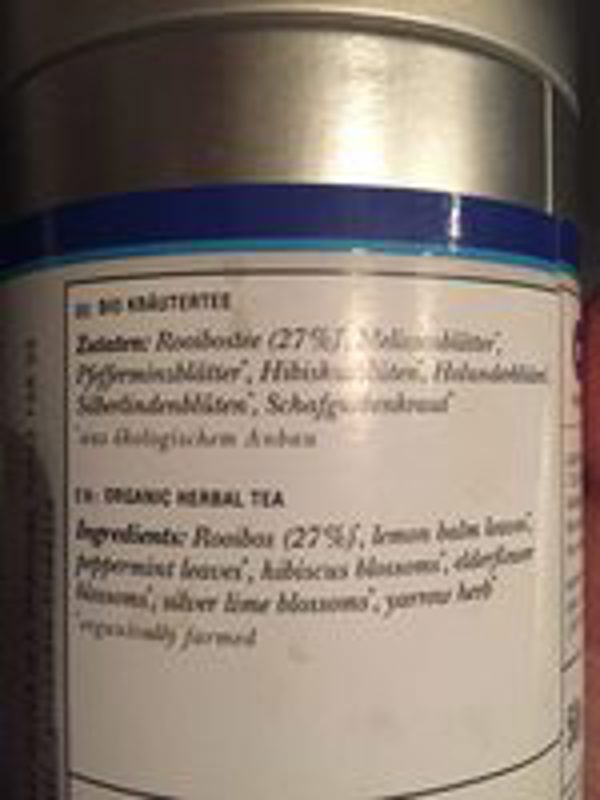 DE BIO KRÄUTERTEE
Zutaten: Rooibostee (27%)*, Melissenblätter*,
Pfefferminzblätter*, Hibiskusblüten*, Holunderblüten*,
Silberlindenblüten*, Schafgarbenkraut*
*aus ökologischem Anbau
EN: ORGANIC HERBAL TEA
Ingredients: Rooibos (27%)*, lemon balm leaves*,
peppermint leaves*, hibiscus blossoms*, elderflower
blossoms*, silver lime blossoms*, yarrow herb*
*organically farmed